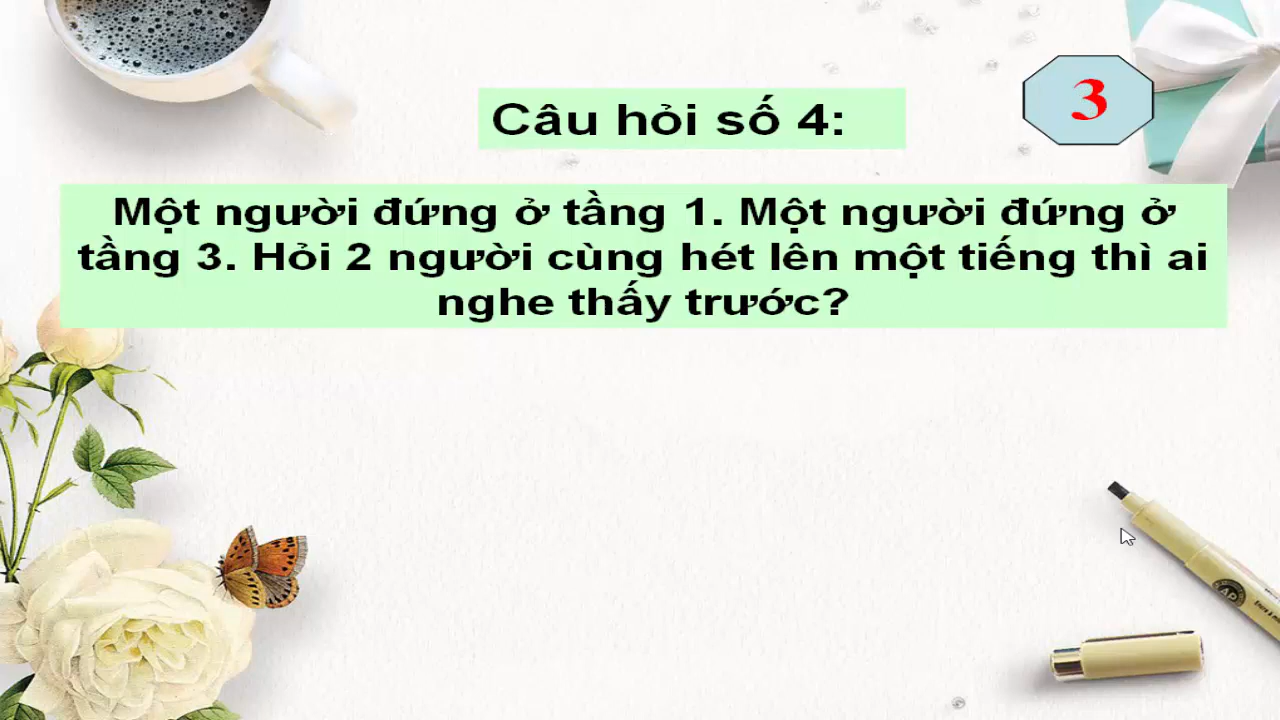 Câu hỏi số 4:
3
Một người đứng ở tầng 1. Một người đứng ở
tầng 3. Hỏi 2 người cùng hét lên một tiếng thì ai
nghe thấy trước?